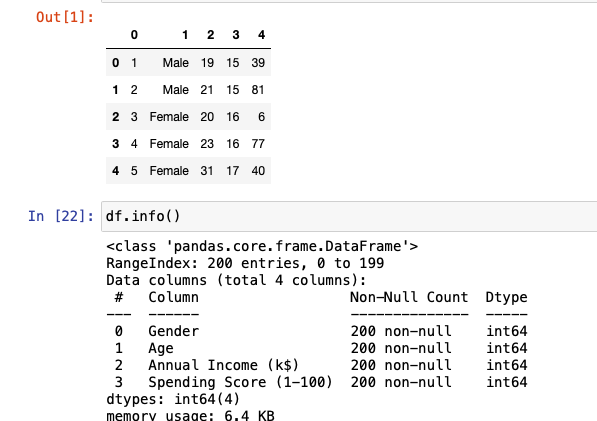 Out[1]:
0 1 2 3 4
0 1 Male 19 15 39
1 2 Male 21 15 81
2 3 Female 20 16 6
3 4 Female 23 16 77
4 5 Female 31 17 40
In [22]: df.info()
<class 'pandas.core.frame.DataFrame'>
RangeIndex: 200 entries, 0 to 199
Data columns (total 4 columns):
# Column Non-Null Count Dtype
--- ------ -------------- -----
0 Gender 200 non-null int64
1 Age 200 non-null int64
2 Annual Income (k$) 200 non-null int64
3 Spending Score (1-100) 200 non-null int64
dtypes: int64(4)
memory usage: 6.4 KB